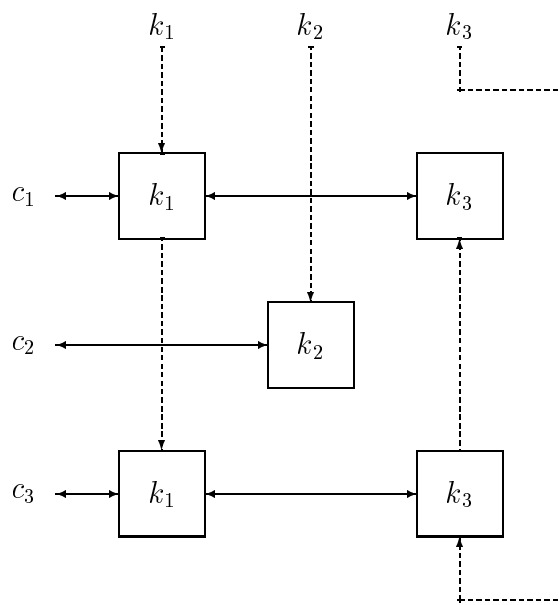 k₁ k₂ k₃
c₁ k₁ k₃
c₂ k₂
c₃ k₁ k₃